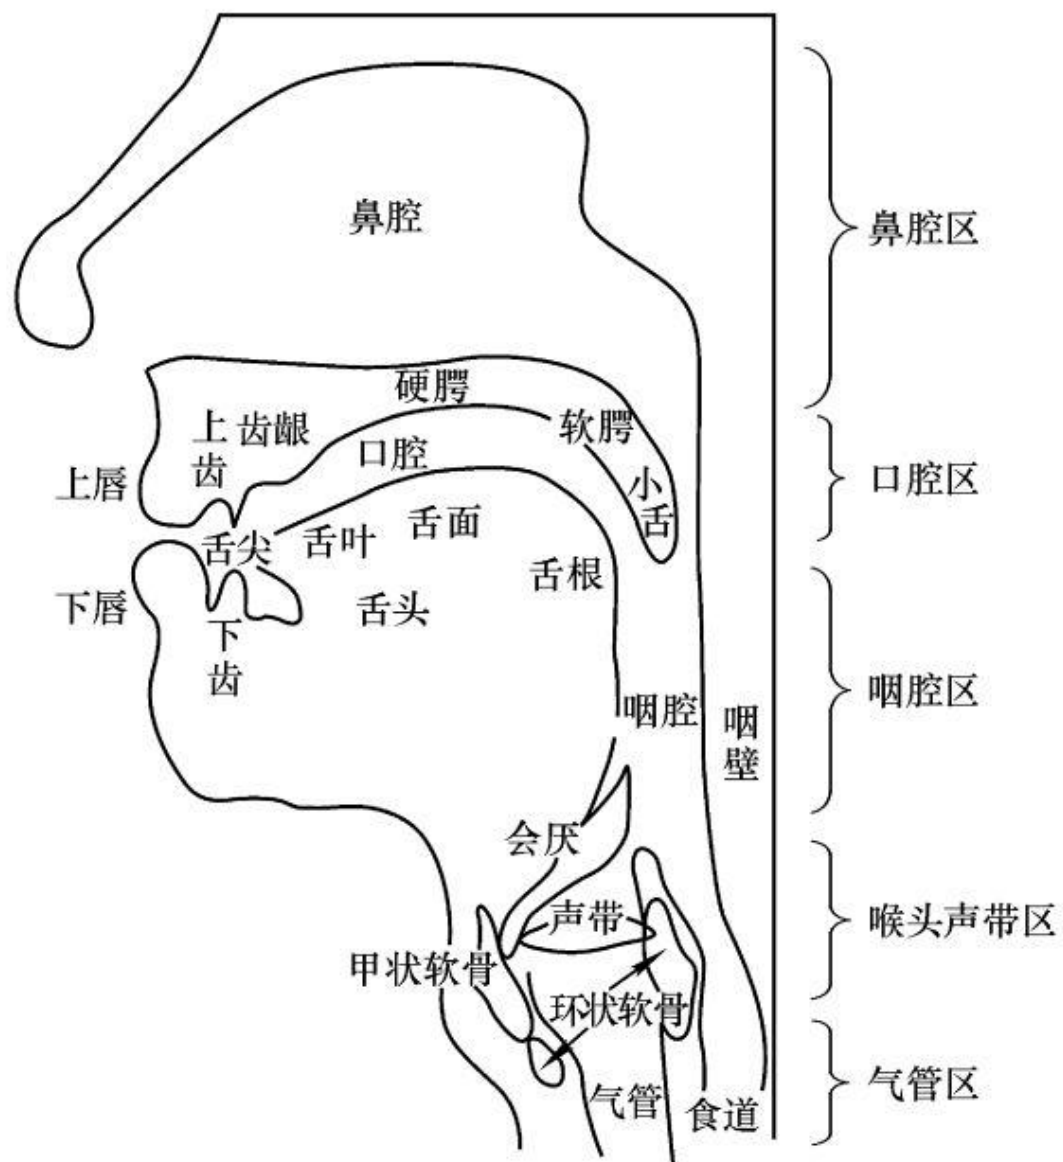 鼻腔
鼻腔区
硬腭
上齿
齿龈
软腭
口腔
上唇
小舌
口腔区
舌尖
舌叶
舌面
舌根
下唇
舌头
下齿
咽腔
咽壁
咽腔区
会厌
声带
喉头声带区
甲状软骨
环状软骨
气管
食道
气管区